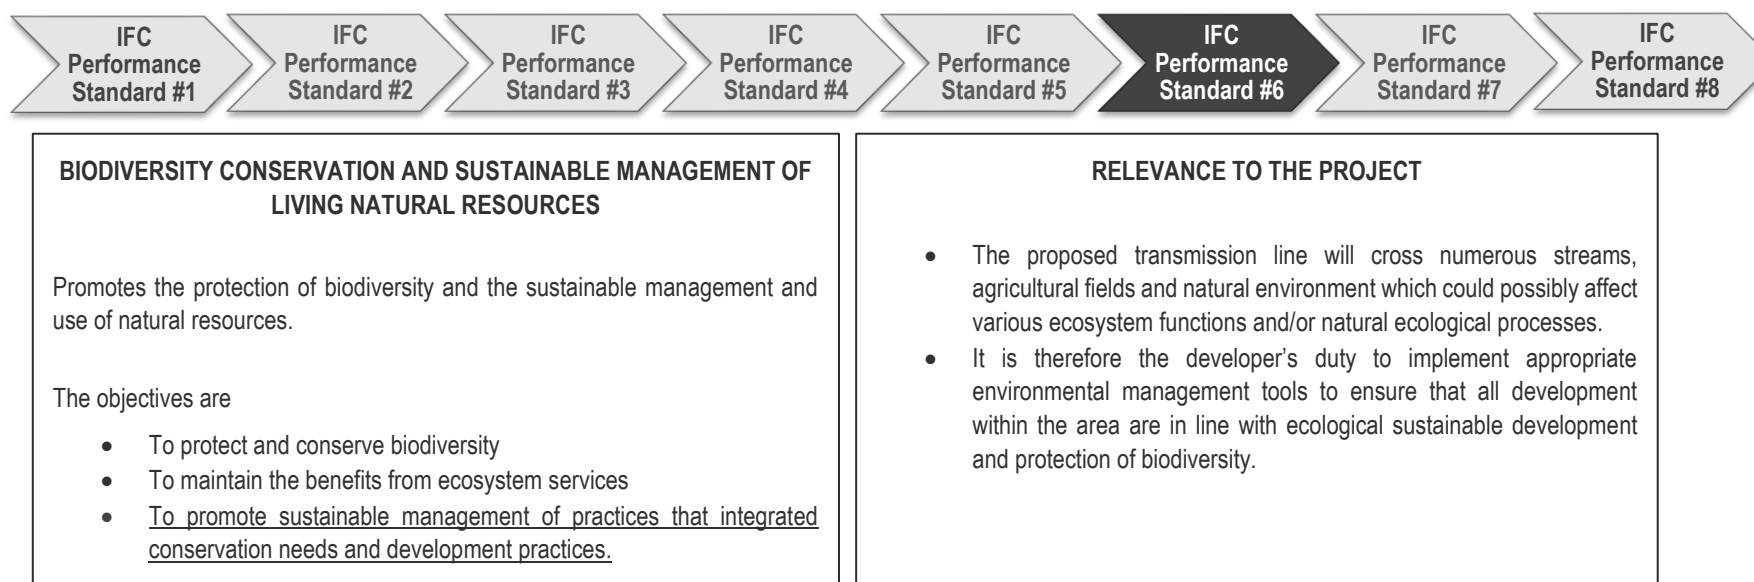 IFC
Performance
Standard #1
IFC
Performance
Standard #2
IFC
Performance
Standard #3
IFC
Performance
Standard #4
IFC
Performance
Standard #5
IFC
Performance
Standard #6
IFC
Performance
Standard #7
IFC
Performance
Standard #8
BIODIVERSITY CONSERVATION AND SUSTAINABLE MANAGEMENT OF
LIVING NATURAL RESOURCES
Promotes the protection of biodiversity and the sustainable management and
use of natural resources.
The objectives are
• To protect and conserve biodiversity
• To maintain the benefits from ecosystem services
• To promote sustainable management of practices that integrated
conservation needs and development practices.
RELEVANCE TO THE PROJECT
• The proposed transmission line will cross numerous streams,
agricultural fields and natural environment which could possibly affect
various ecosystem functions and/or natural ecological processes.
• It is therefore the developer’s duty to implement appropriate
environmental management tools to ensure that all development
within the area are in line with ecological sustainable development
and protection of biodiversity.